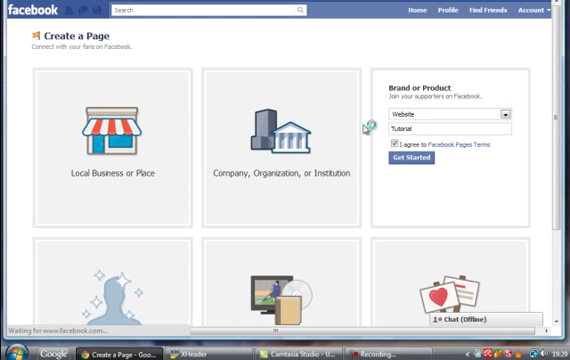 facebook
Search
Home Profile Find Friends Account
Create a Page
Connect with your fans on Facebook.
Local Business or Place
Company, Organization, or Institution
Brand or Product
Join your supporters on Facebook.
Website
Tutorial
I agree to Facebook Pages Terms
Get Started
Chat (Offline)
Waiting for www.facebook.com...
Google
Create a Page - Goo...
XHeader
Camtasia Studio - U...
Recording...
19:29